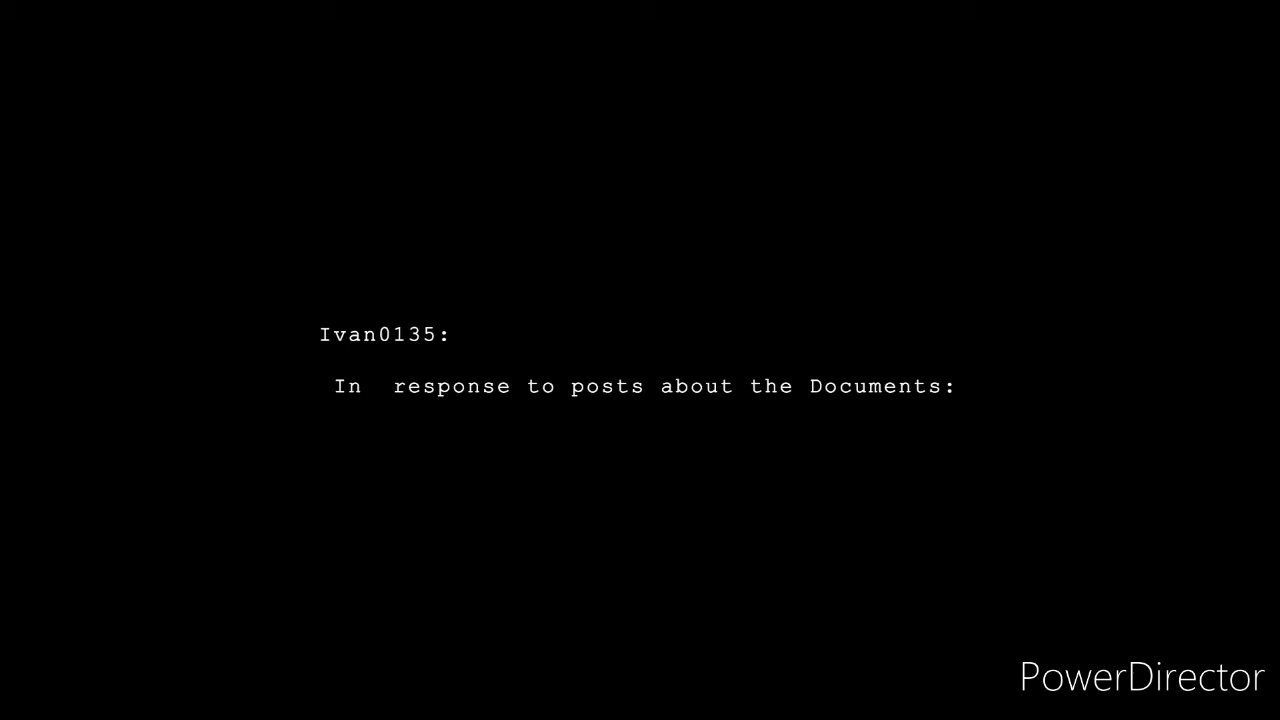 Ivan0135:
In  response to posts about the Documents:
PowerDirector